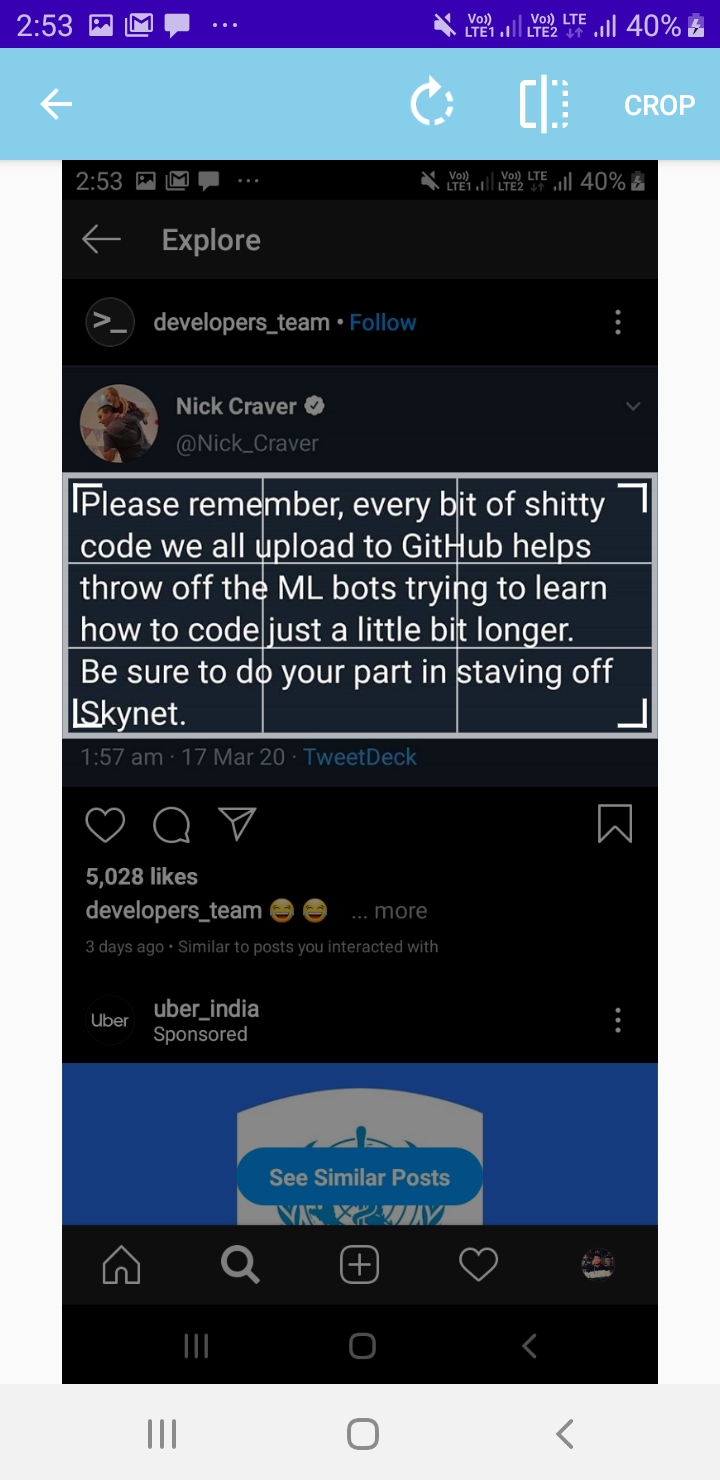 2:53 ... Vo)) LTE1 Vo)) LTE2 LTE 40%
CROP
2:53 ... Vo)) LTE1 Vo)) LTE2 LTE 40%
Explore
>_ developers_team • Follow
Nick Craver
@Nick_Craver
Please remember, every bit of shitty
code we all upload to GitHub helps
throw off the ML bots trying to learn
how to code just a little bit longer.
Be sure to do your part in staving off
Skynet.
1:57 am · 17 Mar 20 · TweetDeck
5,028 likes
developers_team 😂 😂 ... more
3 days ago • Similar to posts you interacted with
Uber uber_india
Sponsored
See Similar Posts